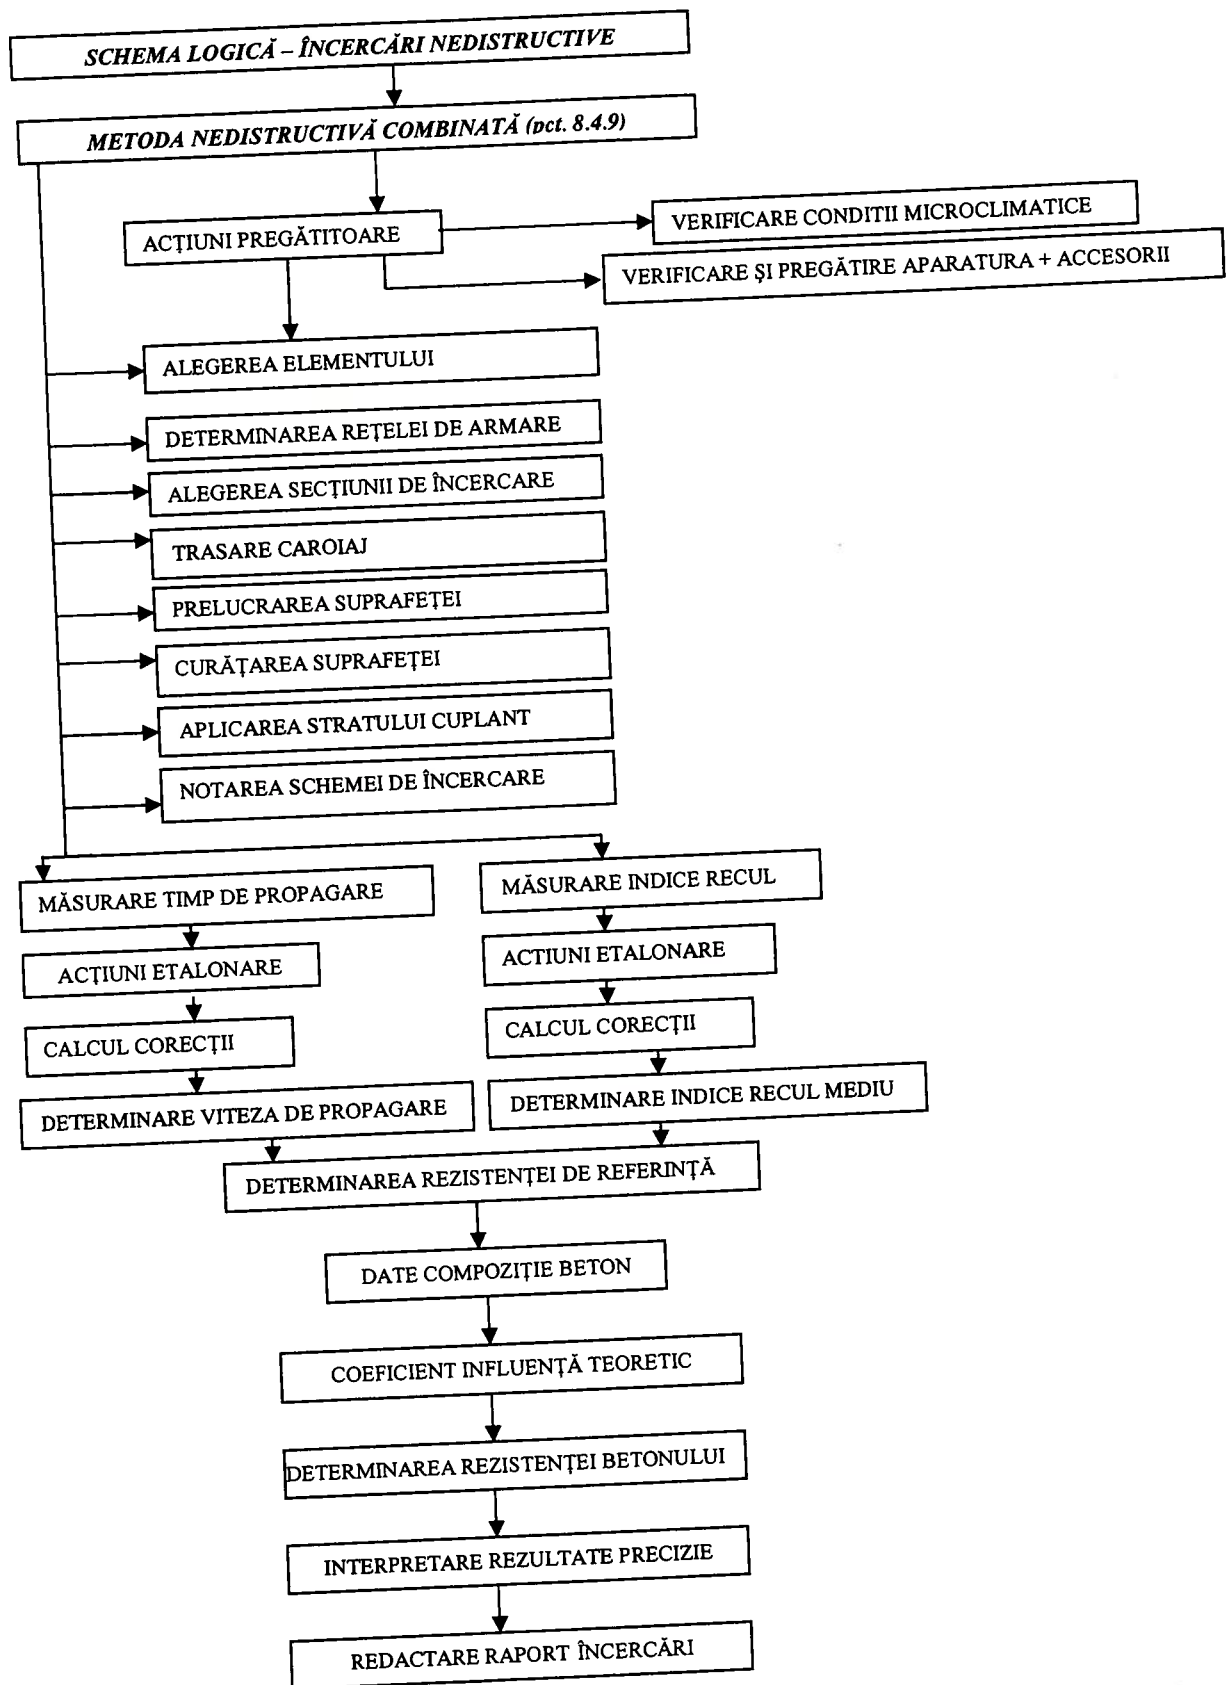 SCHEMA LOGICĂ – ÎNCERCĂRI NEDISTRUCTIVE
METODA NEDISTRUCTIVĂ COMBINATĂ (pct. 8.4.9)
ACȚIUNI PREGĂTITOARE
VERIFICARE CONDITII MICROCLIMATICE
VERIFICARE ȘI PREGĂTIRE APARATURA + ACCESORII
ALEGEREA ELEMENTULUI
DETERMINAREA REȚELEI DE ARMARE
ALEGEREA SECȚIUNII DE ÎNCERCARE
TRASARE CAROIAJ
PRELUCRAREA SUPRAFEȚEI
CURĂȚAREA SUPRAFEȚEI
APLICAREA STRATULUI CUPLANT
NOTAREA SCHEMEI DE ÎNCERCARE
MĂSURARE TIMP DE PROPAGARE
MĂSURARE INDICE RECUL
ACȚIUNI ETALONARE
ACTIUNI ETALONARE
CALCUL CORECȚII
CALCUL CORECȚII
DETERMINARE VITEZA DE PROPAGARE
DETERMINARE INDICE RECUL MEDIU
DETERMINAREA REZISTENȚEI DE REFERINȚĂ
DATE COMPOZIȚIE BETON
COEFICIENT INFLUENȚĂ TEORETIC
DETERMINAREA REZISTENȚEI BETONULUI
INTERPRETARE REZULTATE PRECIZIE
REDACTARE RAPORT ÎNCERCĂRI